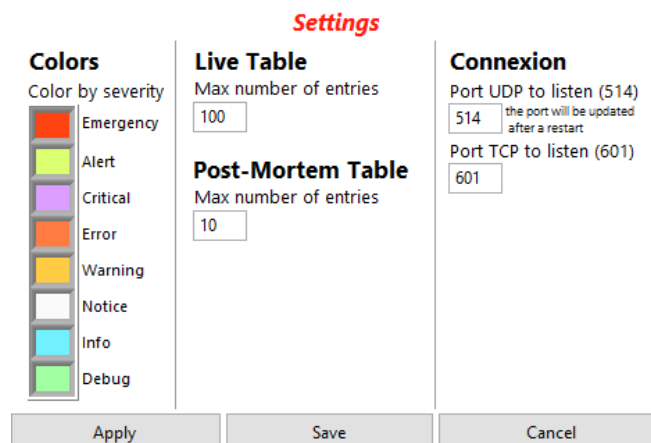 Settings
Colors
Color by severity
Emergency
Alert
Critical
Error
Warning
Notice
Info
Debug
Live Table
Max number of entries
100
Post-Mortem Table
Max number of entries
10
Connexion
Port UDP to listen (514)
514
the port will be updated
after a restart
Port TCP to listen (601)
601
Apply
Save
Cancel